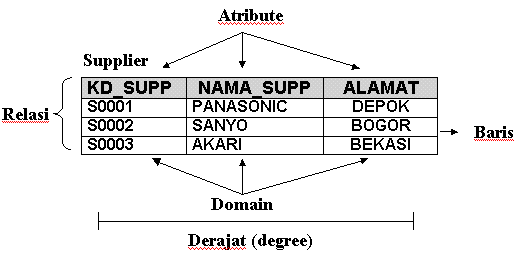 Atribute
Supplier
KD_SUPP NAMA_SUPP ALAMAT
S0001 PANASONIC DEPOK
Relasi
S0002 SANYO BOGOR
Baris
S0003 AKARI BEKASI
Domain
Derajat (degree)